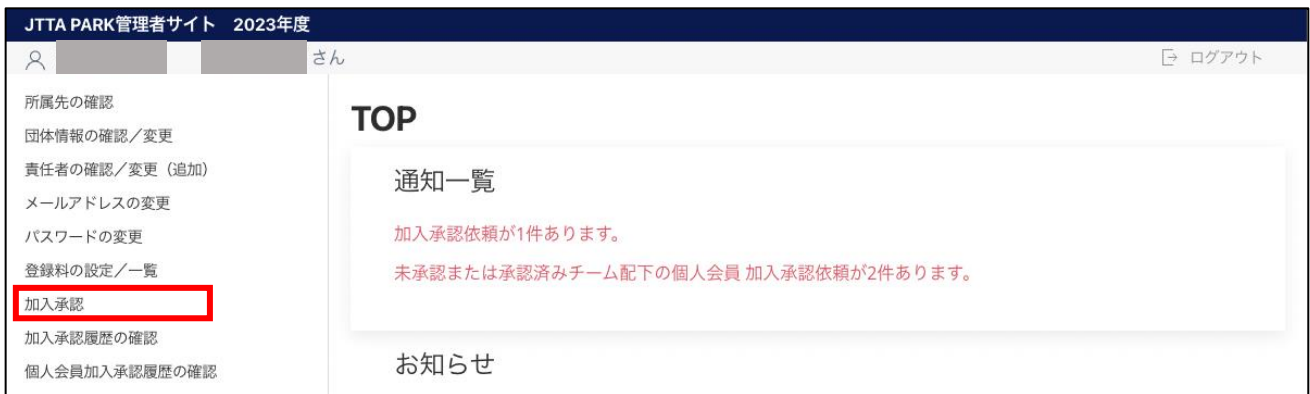 JTTA PARK管理者サイト 2023年度
さん
ログアウト
所属先の確認
団体情報の確認／変更
責任者の確認／変更（追加）
メールアドレスの変更
パスワードの変更
登録料の設定／一覧
加入承認
加入承認履歴の確認
個人会員加入承認履歴の確認
TOP
通知一覧
加入承認依頼が1件あります。
未承認または承認済みチーム配下の個人会員 加入承認依頼が2件あります。
お知らせ